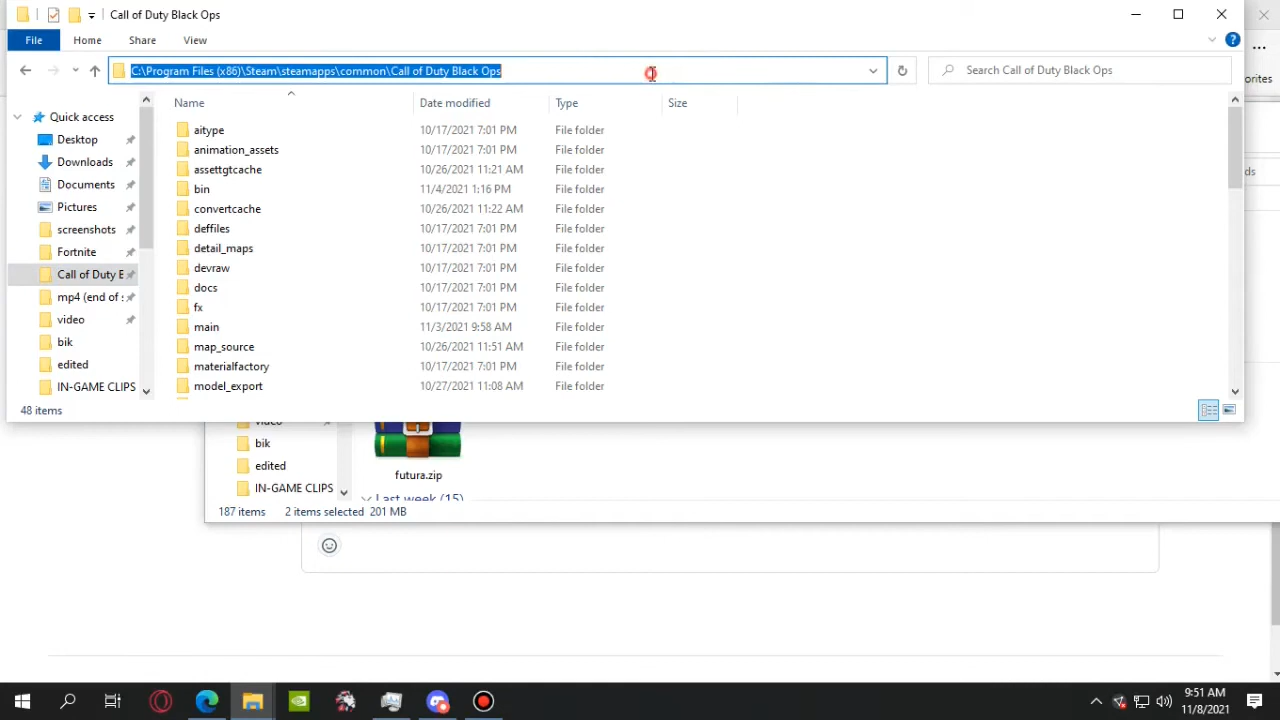 Call of Duty Black Ops
File Home Share View
C:\Program Files (x86)\Steam\steamapps\common\Call of Duty Black Ops
Search Call of Duty Black Ops
orites
ds
Name Date modified Type Size
Quick access
Desktop
Downloads
Documents
Pictures
screenshots
Fortnite
Call of Duty B
mp4 (end of :
video
bik
edited
IN-GAME CLIPS
aitype 10/17/2021 7:01 PM File folder
animation_assets 10/17/2021 7:01 PM File folder
assettgtcache 10/26/2021 11:21 AM File folder
bin 11/4/2021 1:16 PM File folder
convertcache 10/26/2021 11:22 AM File folder
deffiles 10/17/2021 7:01 PM File folder
detail_maps 10/17/2021 7:01 PM File folder
devraw 10/17/2021 7:01 PM File folder
docs 10/17/2021 7:01 PM File folder
fx 10/17/2021 7:01 PM File folder
main 11/3/2021 9:58 AM File folder
map_source 10/26/2021 11:51 AM File folder
materialfactory 10/17/2021 7:01 PM File folder
model_export 10/27/2021 11:08 AM File folder
48 items
video
bik
edited
IN-GAME CLIPS
futura.zip
Last week (15)
187 items 2 items selected 201 MB
9:51 AM
11/8/2021